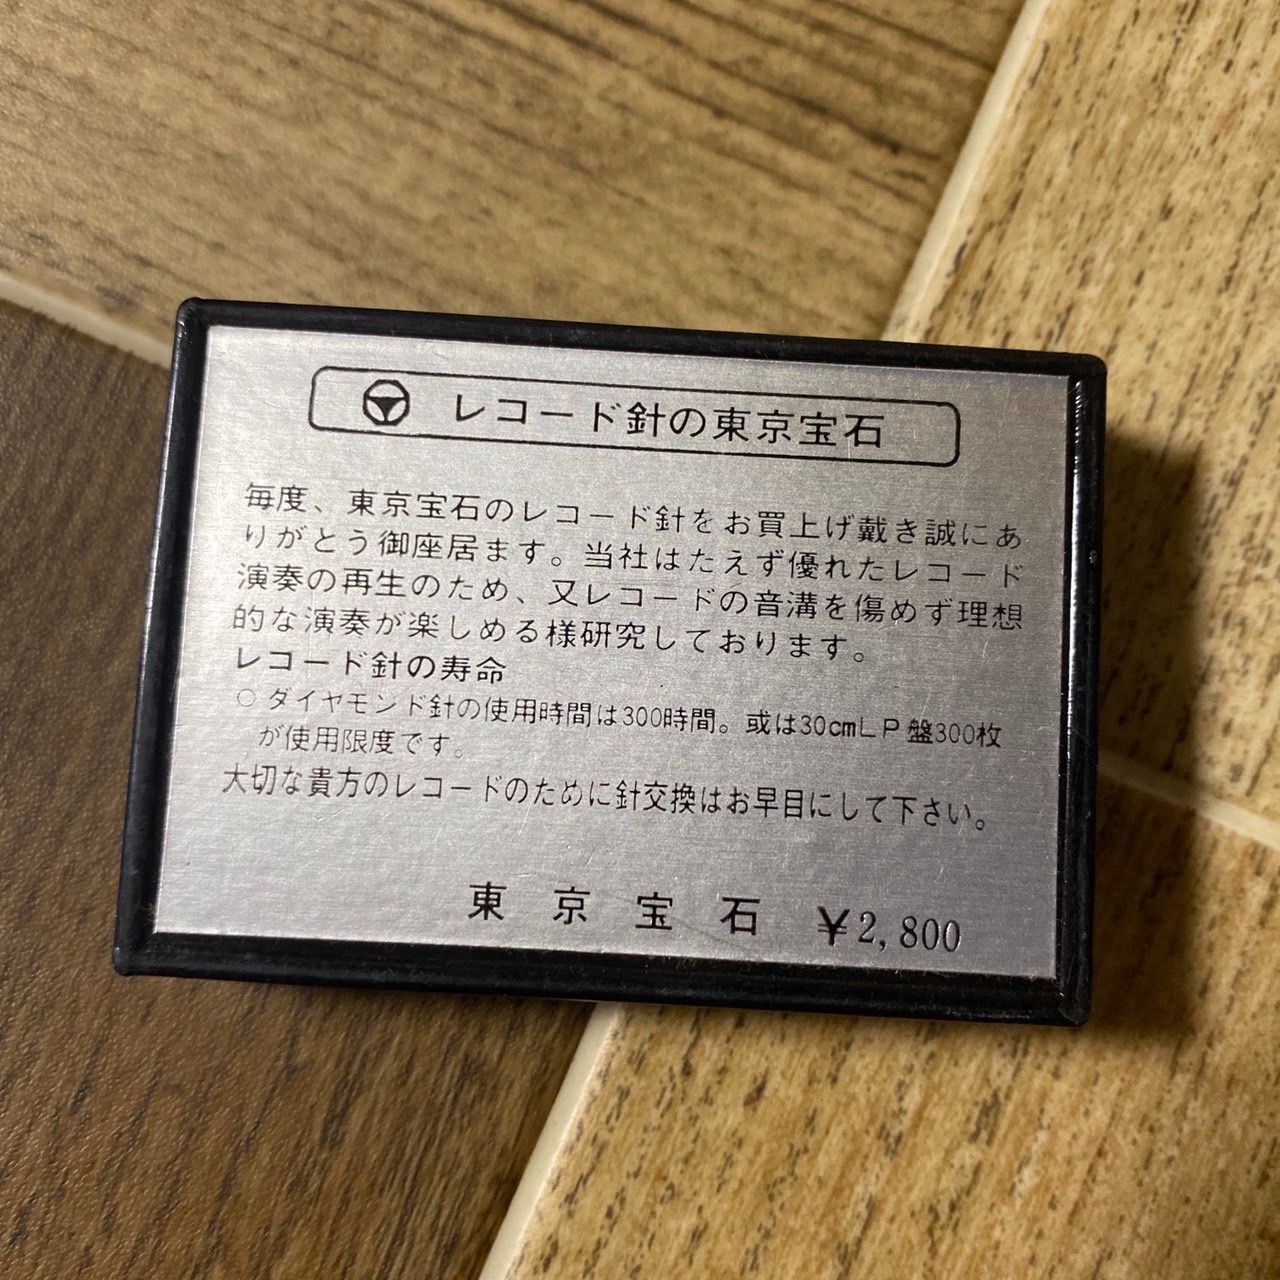 レコード針の東京宝石
毎度、東京宝石のレコード針をお買上げ戴き誠にあ
りがとう御座居ます。当社はたえず優れたレコード
演奏の再生のため、又レコードの音溝を傷めず理想
的な演奏が楽しめる様研究しております。
レコード針の寿命
○ ダイヤモンド針の使用時間は300時間。或は30cmLP盤300枚
が使用限度です。
大切な貴方のレコードのために針交換はお早目にして下さい。
東京宝石 ¥2,800